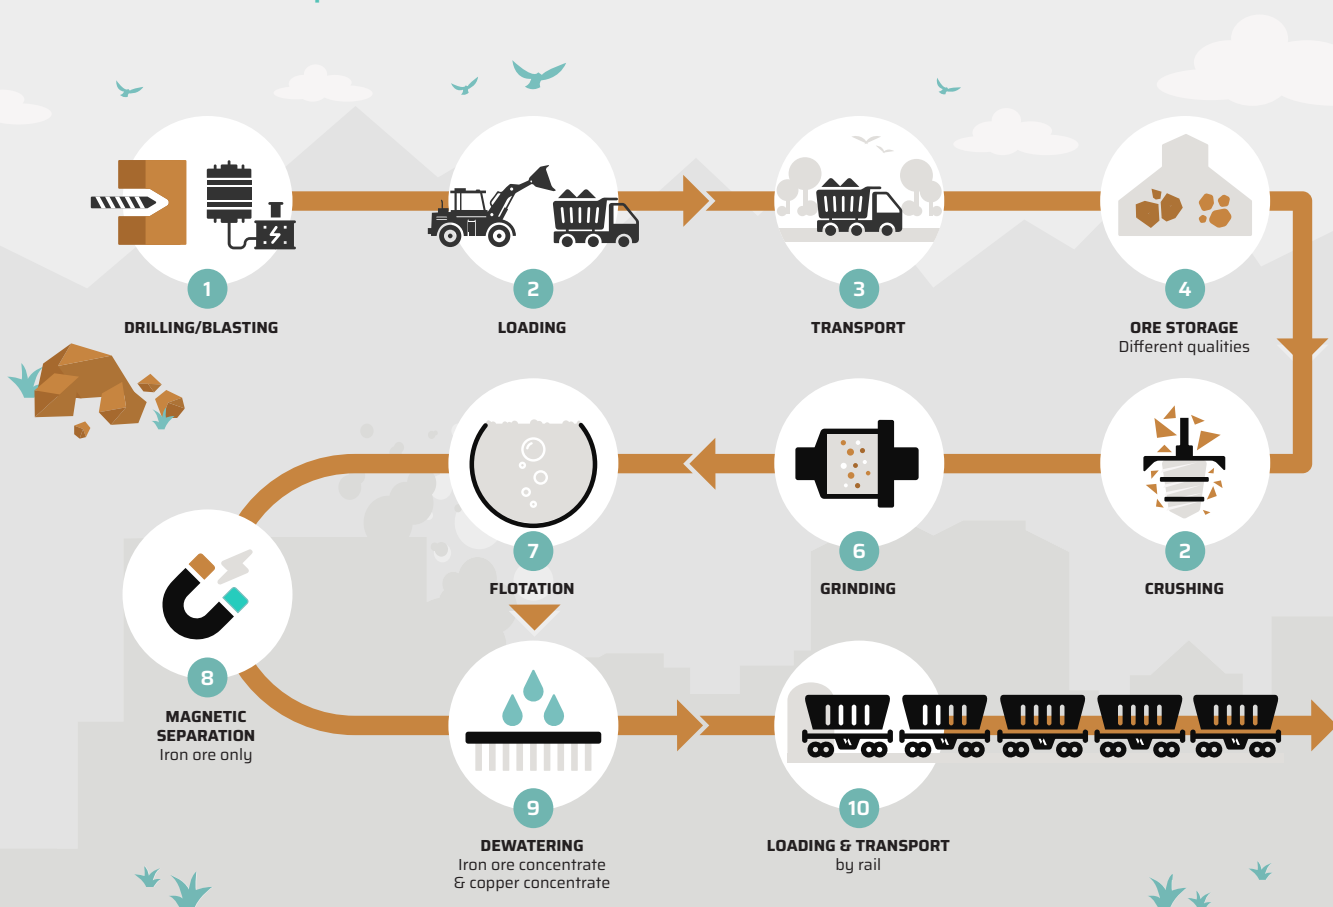 1
DRILLING/BLASTING
2
LOADING
3
TRANSPORT
4
ORE STORAGE
Different qualities
2
CRUSHING
6
GRINDING
7
FLOTATION
8
MAGNETIC
SEPARATION
Iron ore only
9
DEWATERING
Iron ore concentrate
& copper concentrate
10
LOADING & TRANSPORT
by rail